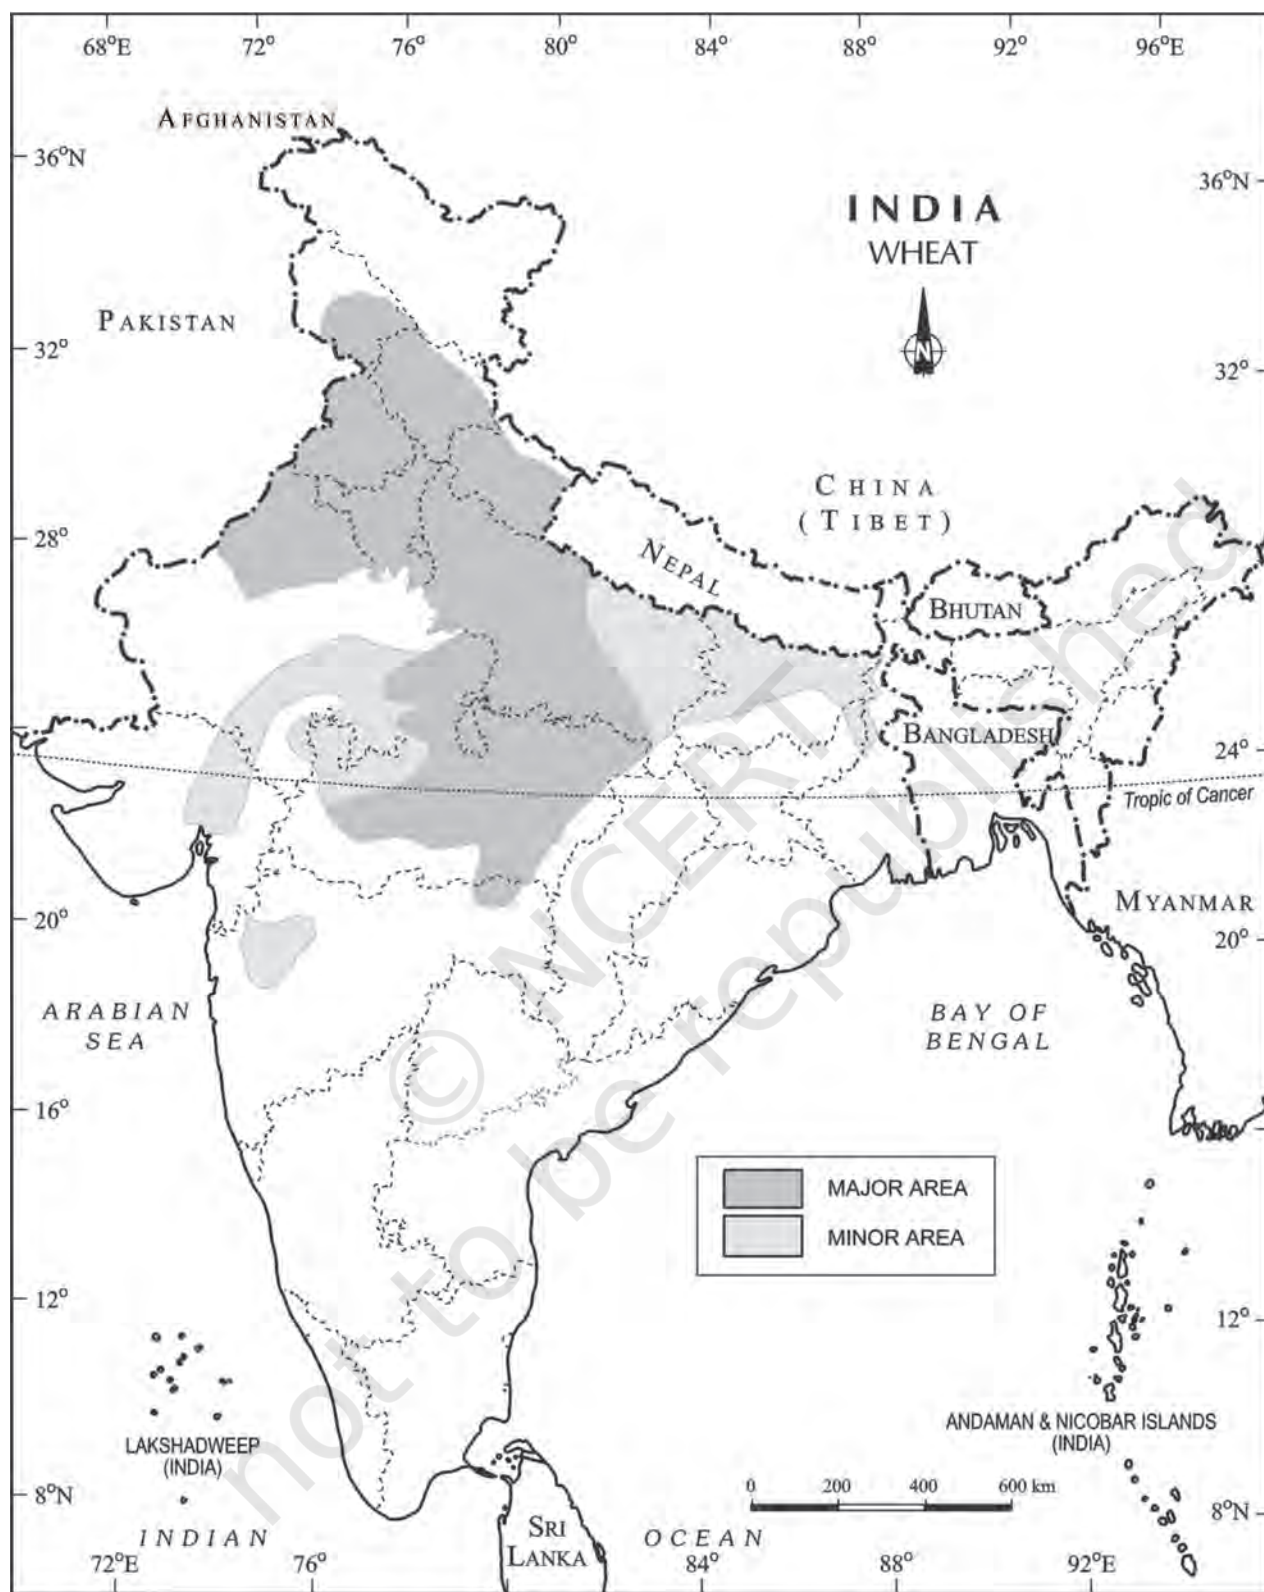 68°E 72° 76° 80° 84° 88° 92° 96°E
AFGHANISTAN
36°N
36°N
INDIA
WHEAT
N
PAKISTAN
32°
32°
CHINA
(TIBET)
28°
28°
NEPAL
BHUTAN
BANGLADESH
24°
24°
Tropic of Cancer
MYANMAR
20°
20°
ARABIAN
SEA
BAY OF
BENGAL
16°
MAJOR AREA
MINOR AREA
12°
12°
LAKSHADWEEP
(INDIA)
ANDAMAN & NICOBAR ISLANDS
(INDIA)
0 200 400 600 km
8°N
8°N
SRI
LANKA
INDIAN OCEAN
72°E 76° 84° 88° 92°E
© NCERT
not to be republished